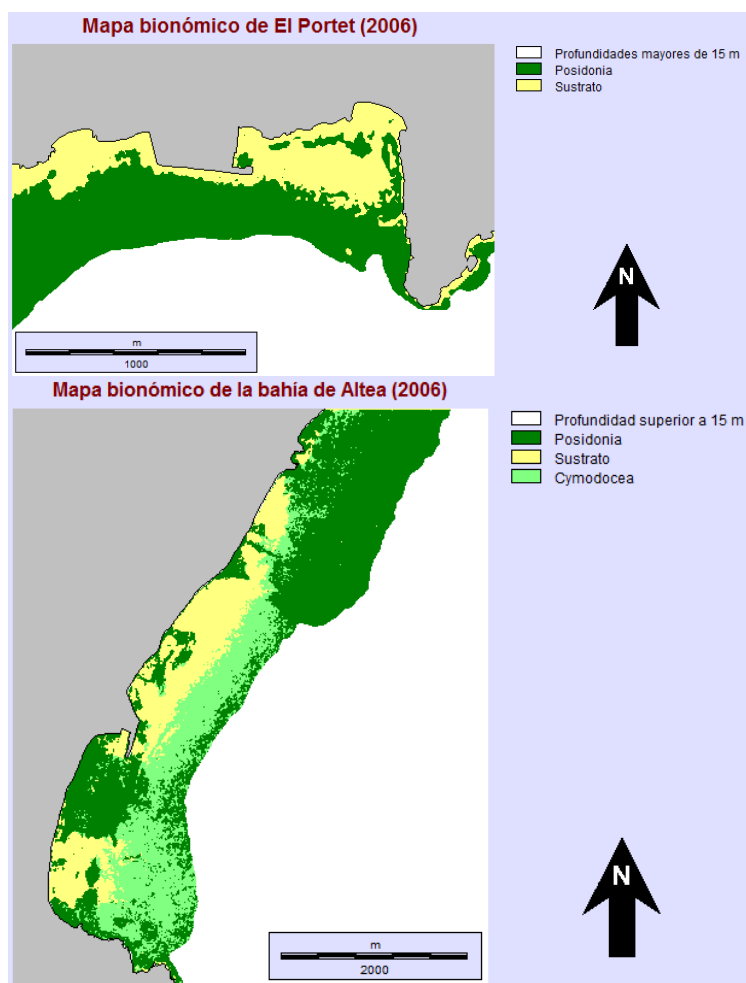 Mapa bionómico de El Portet (2006)
Profundidades mayores de 15 m
Posidonia
Sustrato
N
m
1000
Mapa bionómico de la bahía de Altea (2006)
Profundidad superior a 15 m
Posidonia
Sustrato
Cymodocea
N
m
2000